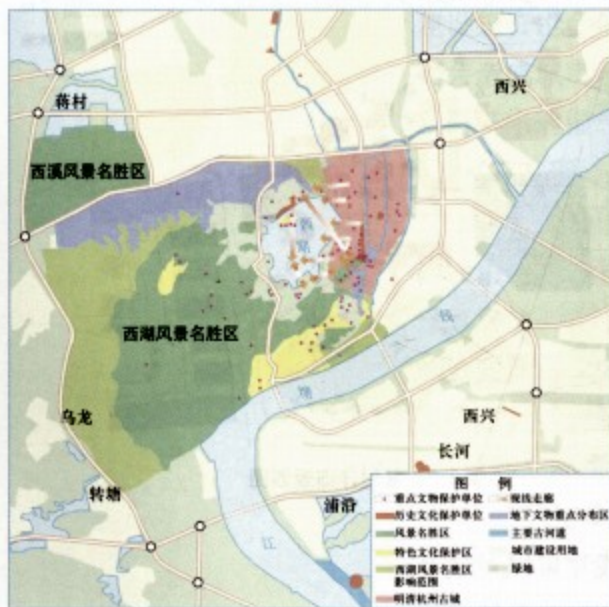 蒋村
西兴
西溪风景名胜区
西湖
西湖风景名胜区
钱
塘
江
乌龙
转塘
西兴
长河
浦沿
图 例
重点文物保护单位
视线走廊
历史文化保护单位
地下文物重点分布区
风景名胜区
主要古河道
特色文化保护区
城市建设用地
西湖风景名胜区
影响范围
绿地
明清杭州古城